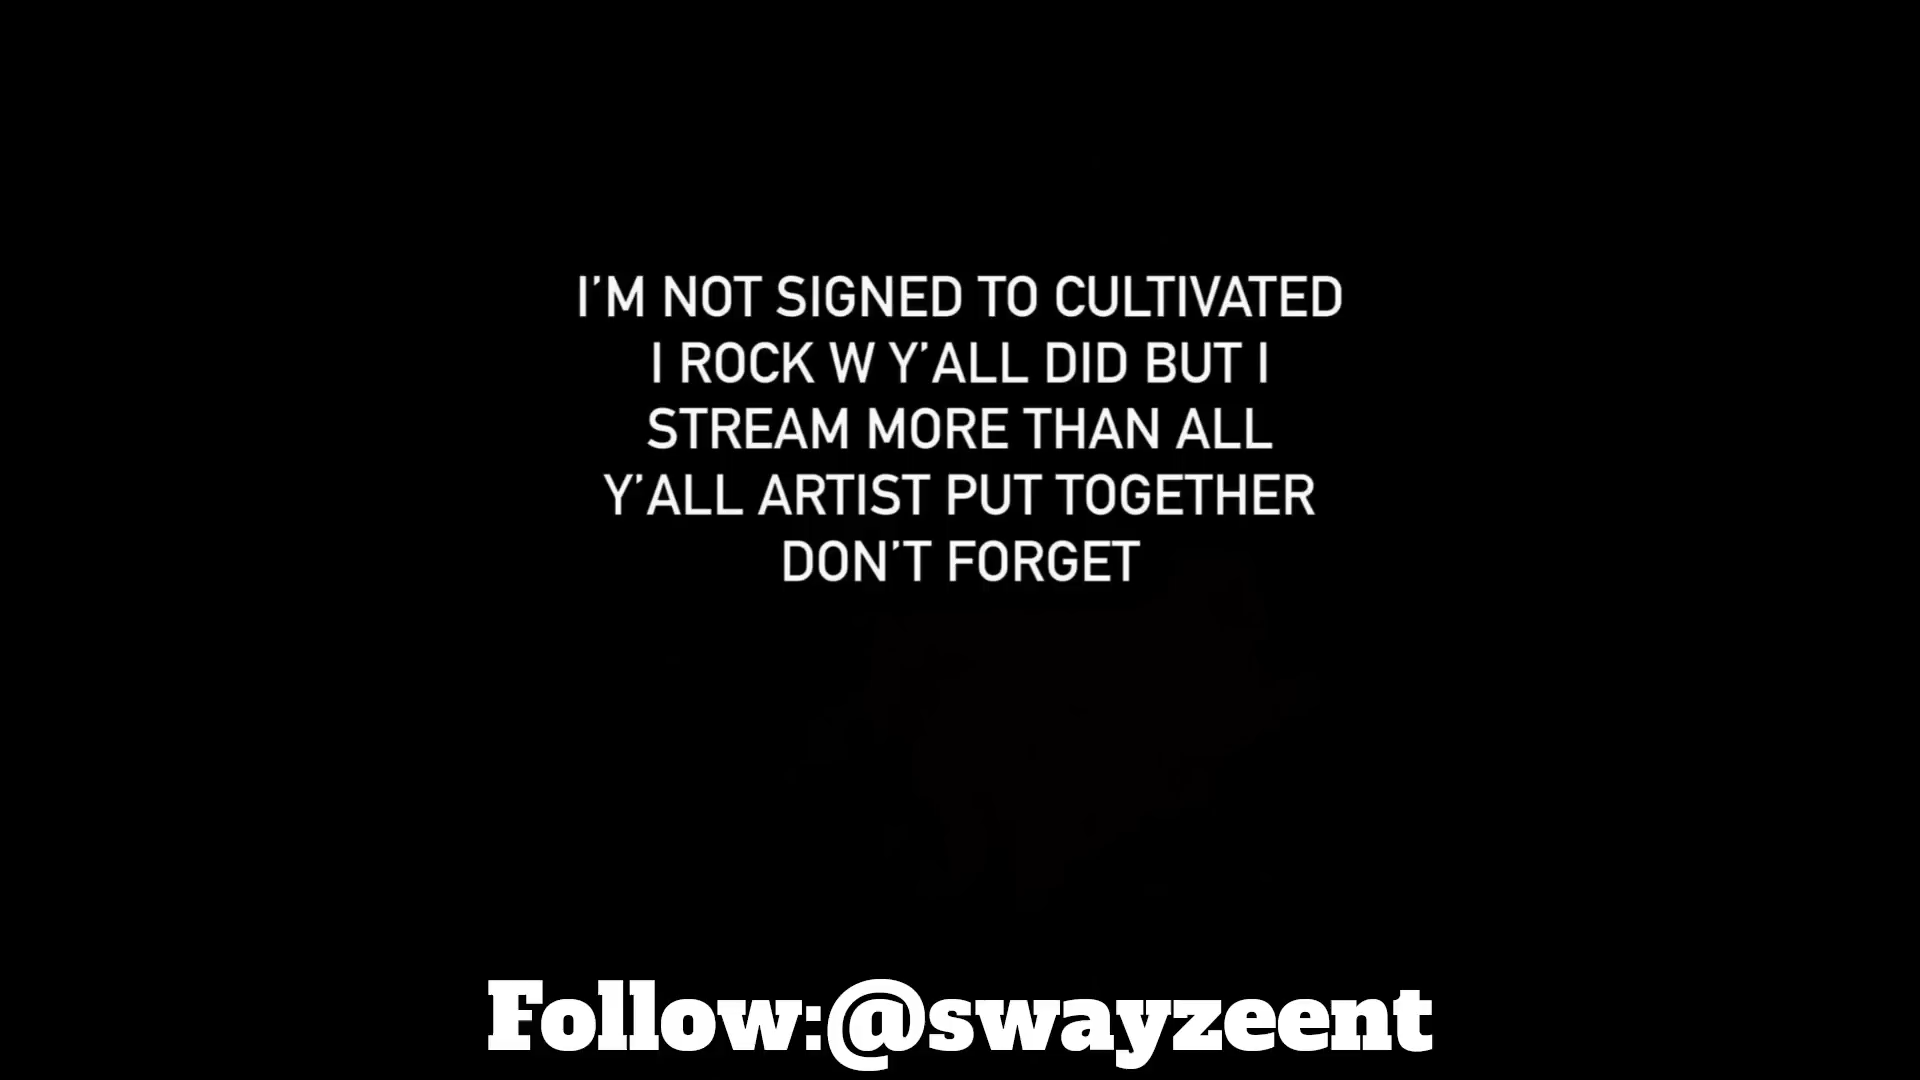 I’M NOT SIGNED TO CULTIVATED
I ROCK W Y’ALL DID BUT I
STREAM MORE THAN ALL
Y’ALL ARTIST PUT TOGETHER
DON’T FORGET
Follow:@swayzeent